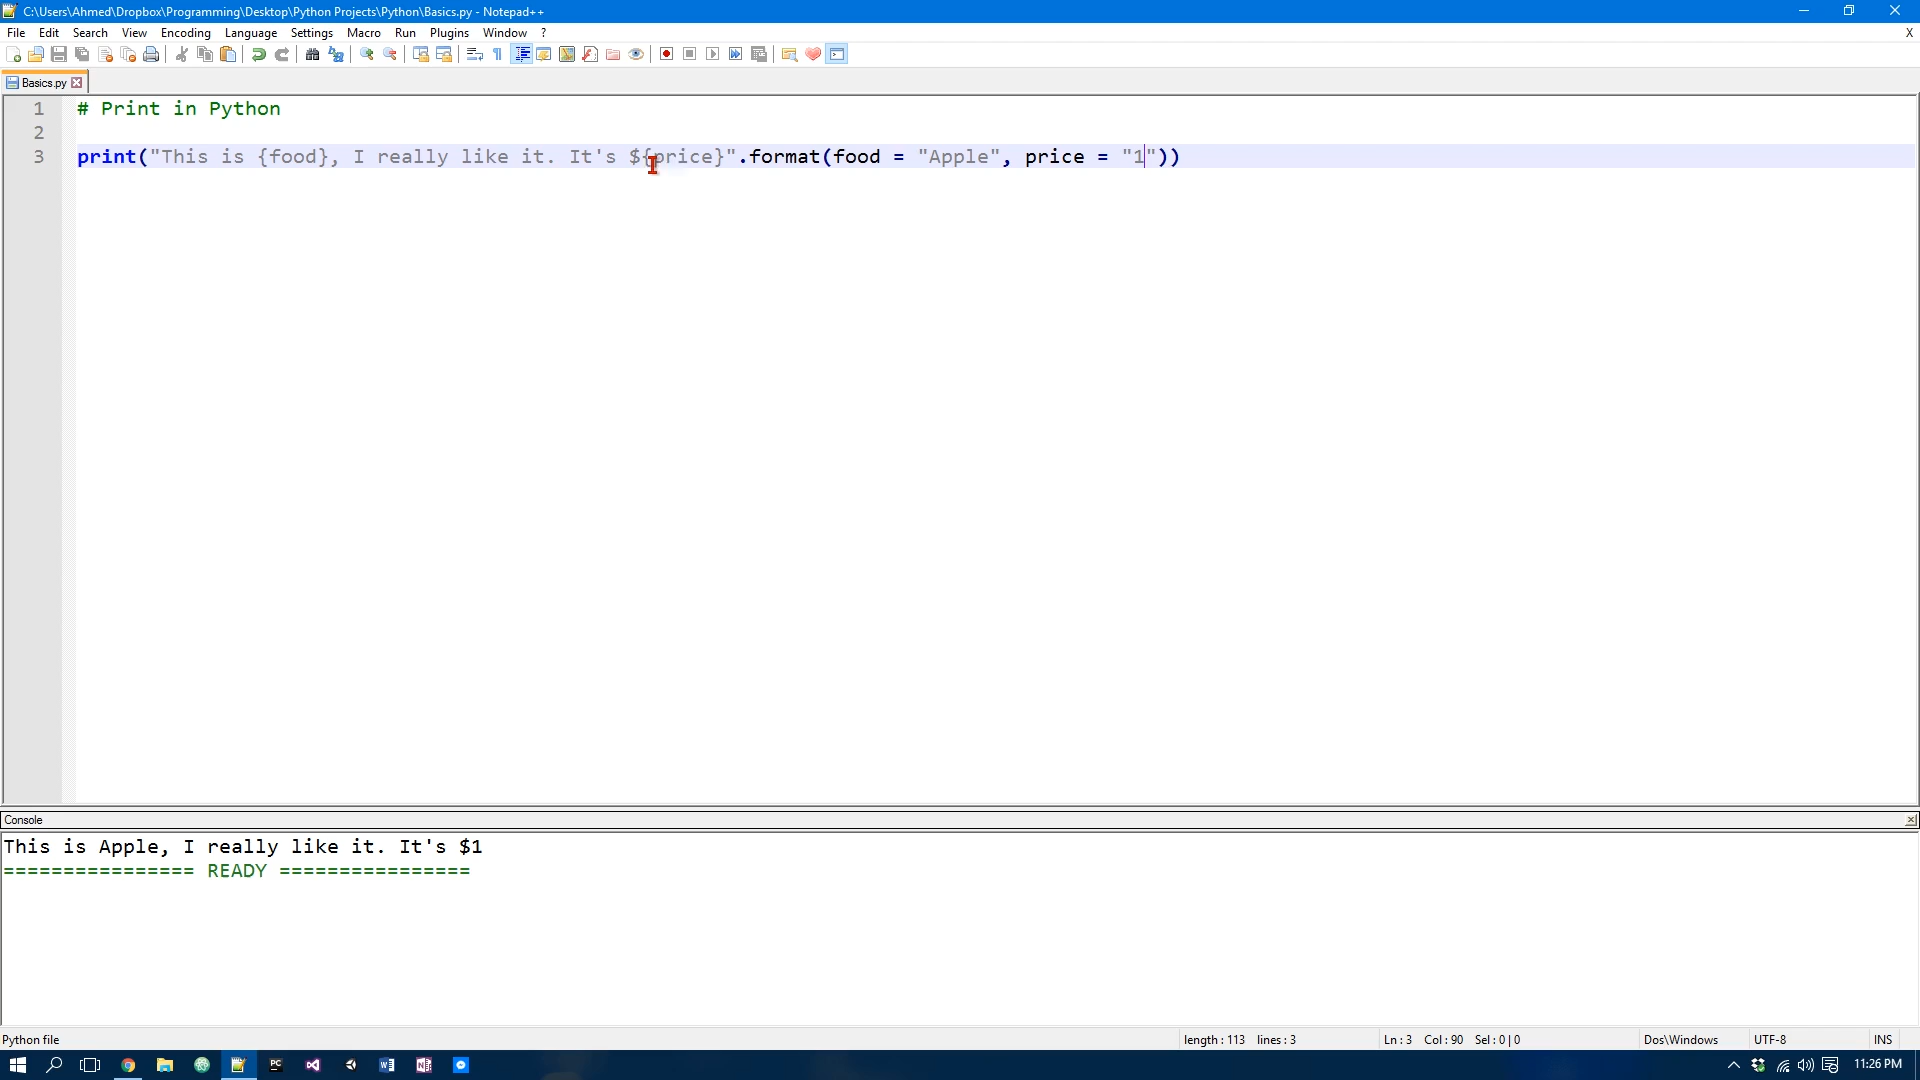 C:\Users\Ahmed\Dropbox\Programming\Desktop\Python Projects\Python\Basics.py - Notepad++
File Edit Search View Encoding Language Settings Macro Run Plugins Window ? X
Basics.py
1 # Print in Python
2
3 print("This is {food}, I really like it. It's ${price}".format(food = "Apple", price = "1"))
Console
This is Apple, I really like it. It's $1
================ READY ================
Python file length : 113 lines : 3 Ln : 3 Col : 90 Sel : 0 | 0 Dos\Windows UTF-8 INS
11:26 PM